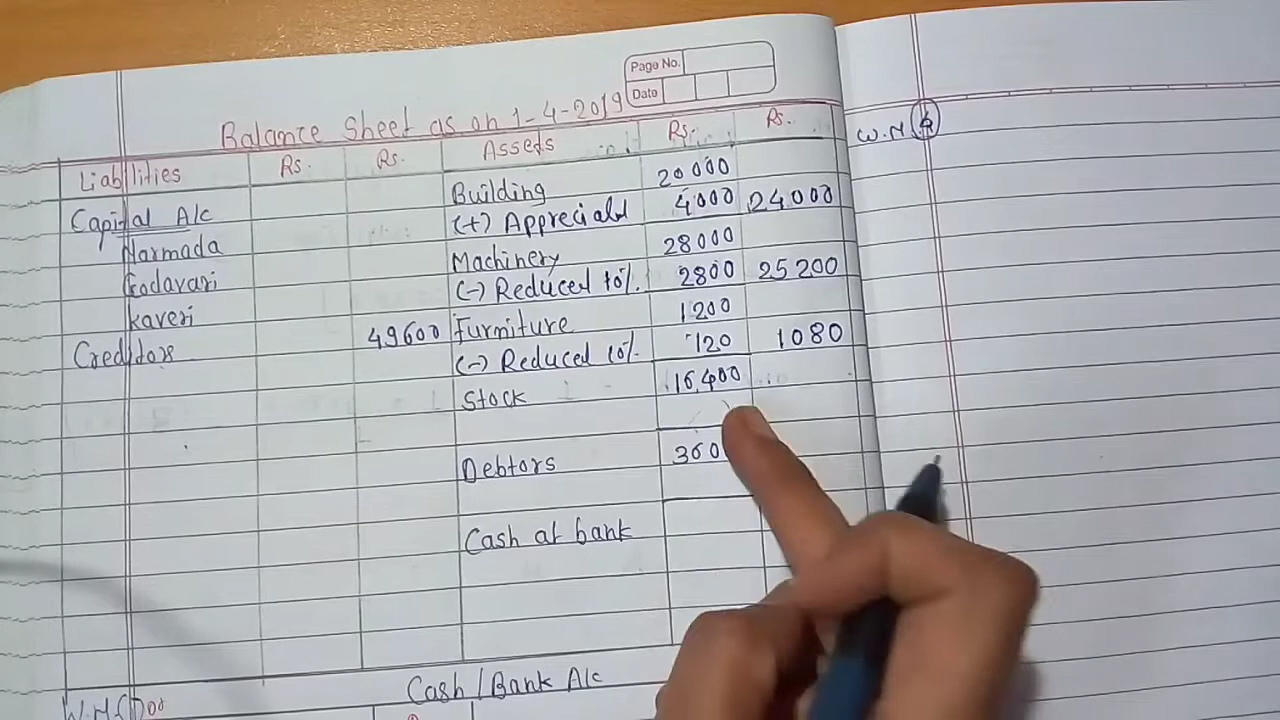 Page No.
Date
Balance Sheet as on 1-4-2019
Liabilities Rs. Rs. Assets Rs. Rs.
Building 20000
Capital A/c (+) Appreciated 4000 24000
Narmada Machinery 28000
Godavari (-) Reduced 10%. 2800 25200
Kaveri Furniture 1200
Creditors 49600 (-) Reduced 10%. 120 1080
Stock 16,400
Debtors 360
Cash at bank
Cash/Bank A/c
W.N
W.N